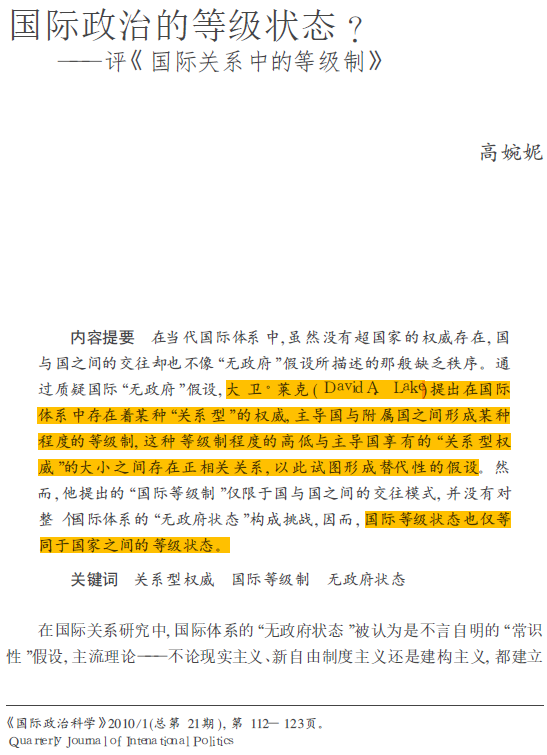 国际政治的等级状态?
——评《国际关系中的等级制》
高婉妮
内容提要 在当代国际体系中,虽然没有超国家的权威存在,国
与国之间的交往却也不像“无政府”假设所描述的那般缺乏秩序。通
过质疑国际“无政府”假设,大卫°莱克(David A. Lake)提出在国际
体系中存在着某种“关系型”的权威,主导国与附属国之间形成某种
程度的等级制,这种等级制程度的高低与主导国享有的“关系型权
威”的大小之间存在正相关关系,以此试图形成替代性的假设。然
而,他提出的“国际等级制”仅限于国与国之间的交往模式,并没有对
整个国际体系的“无政府状态”构成挑战,因而,国际等级状态也仅等
同于国家之间的等级状态。
关键词 关系型权威 国际等级制 无政府状态
在国际关系研究中,国际体系的“无政府状态”被认为是不言自明的“常识
性”假设,主流理论——不论现实主义、新自由制度主义还是建构主义,都建立
《国际政治科学》2010/1(总第 21期),第 112—123页。
Quarterly Journal of International Politics